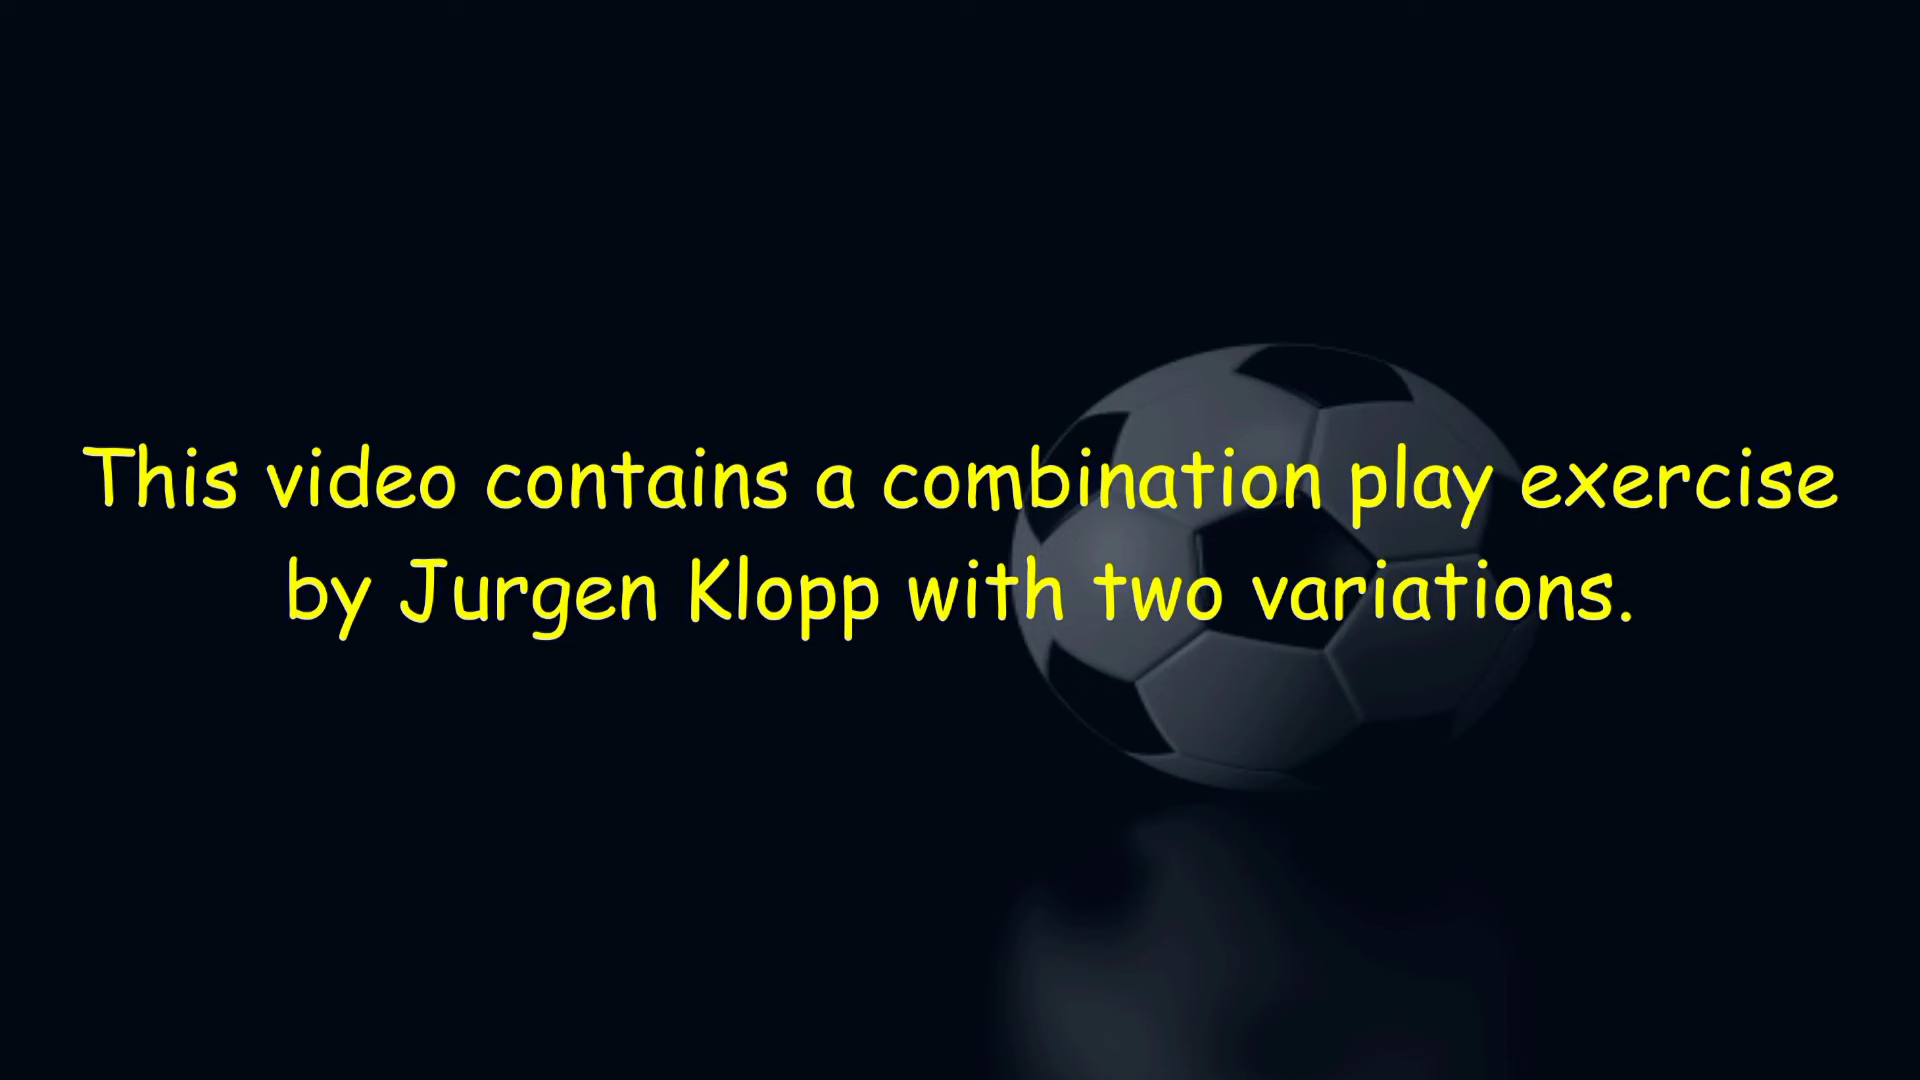 This video contains a combination play exercise
by Jurgen Klopp with two variations.